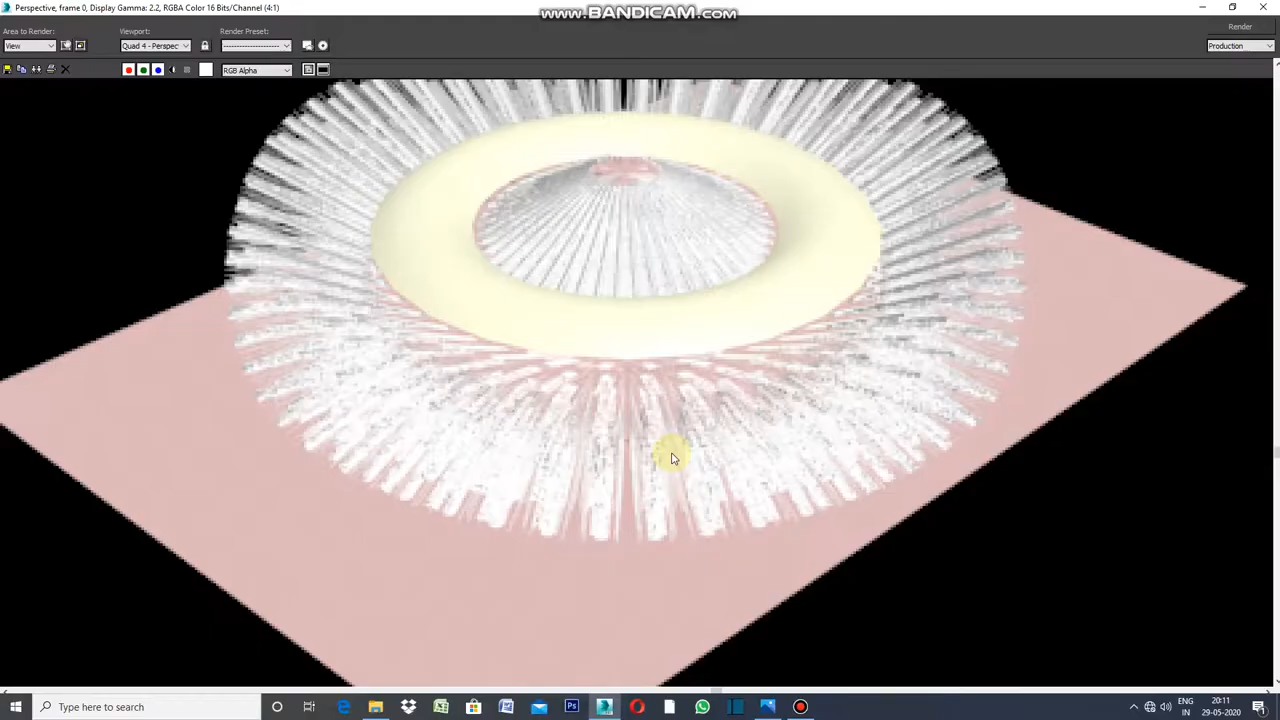 Perspective, frame 0, Display Gamma: 2.2, RGBA Color 16 Bits/Channel (4:1)
www.BANDICAM.com
Area to Render:
Viewport:
Render Preset:
Render
View
Quad 4 - Perspec
Production
RGB Alpha
Type here to search
ENG
IN
20:11
29-05-2020